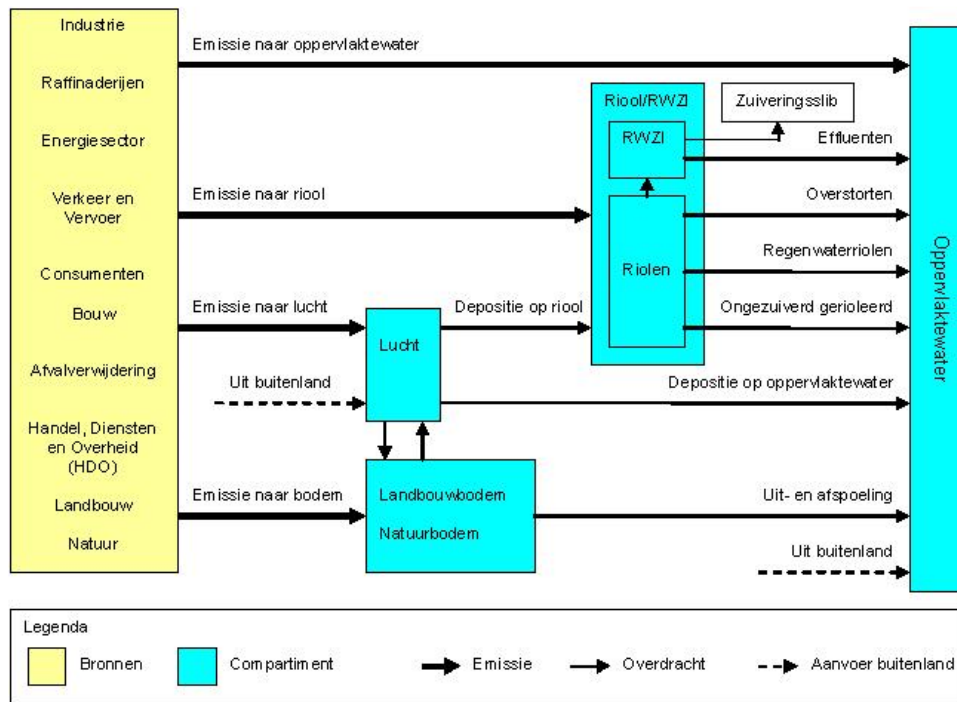 Industrie
Raffinaderijen
Energiesector
Verkeer en
Vervoer
Consumenten
Bouw
Afvalverwijdering
Handel, Diensten
en Overheid
(HDO)
Landbouw
Natuur
Emissie naar oppervlaktewater
Emissie naar riool
Emissie naar lucht
Uit buitenland
Emissie naar bodem
Lucht
Landbouwbodem
Natuurbodem
Depositie op riool
Riool/RWZI
RWZI
Riolen
Zuiveringsslib
Effluenten
Overstorten
Regenwaterriolen
Ongezuiverd gerioleerd
Depositie op oppervlaktewater
Uit- en afspoeling
Uit buitenland
Oppervlaktewater
Legenda
Bronnen
Compartiment
Emissie
Overdracht
Aanvoer buitenland